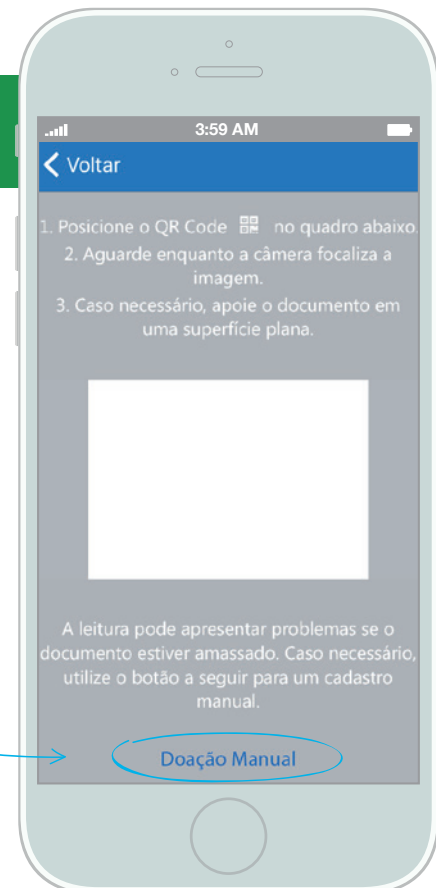 3:59 AM
Voltar
1. Posicione o QR Code no quadro abaixo.
2. Aguarde enquanto a câmera focaliza a
imagem.
3. Caso necessário, apoie o documento em
uma superfície plana.
A leitura pode apresentar problemas se o
documento estiver amassado. Caso necessário,
utilize o botão a seguir para um cadastro
manual.
Doação Manual